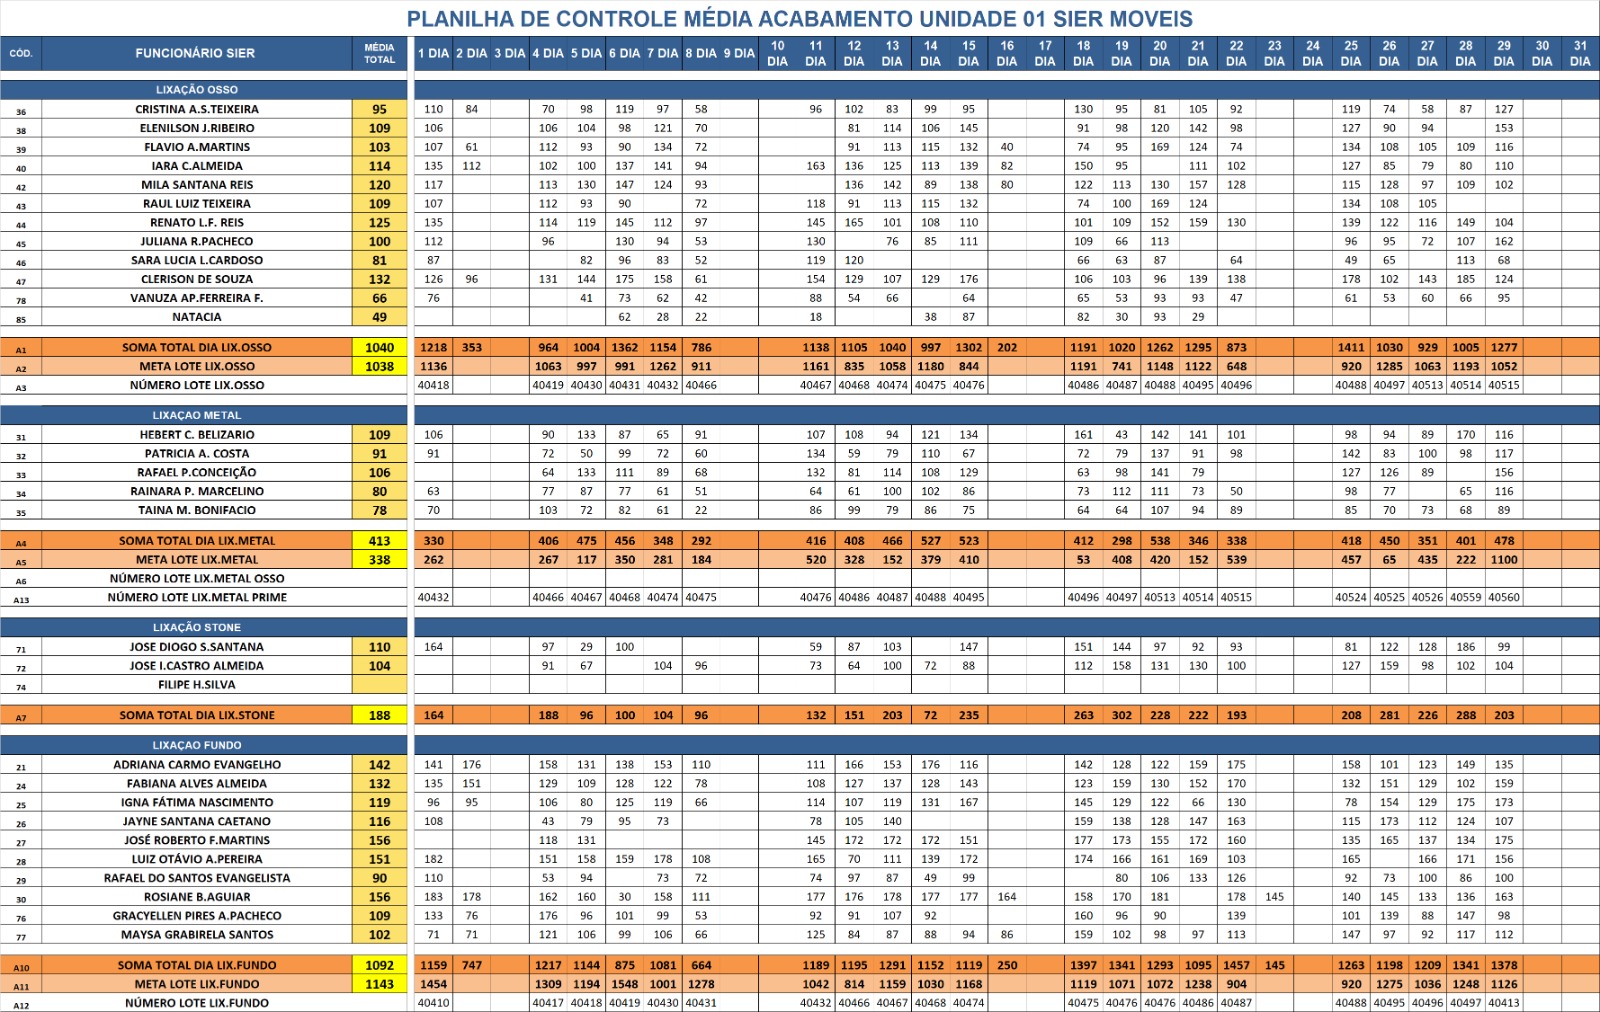 PLANILHA DE CONTROLE MÉDIA ACABAMENTO UNIDADE 01 SIER MOVEIS
CÓD. FUNCIONÁRIO SIER MÉDIA TOTAL 1 DIA 2 DIA 3 DIA 4 DIA 5 DIA 6 DIA 7 DIA 8 DIA 9 DIA 10 DIA 11 DIA 12 DIA 13 DIA 14 DIA 15 DIA 16 DIA 17 DIA 18 DIA 19 DIA 20 DIA 21 DIA 22 DIA 23 DIA 24 DIA 25 DIA 26 DIA 27 DIA 28 DIA 29 DIA 30 DIA 31 DIA
LIXAÇÃO OSSO
36 CRISTINA A.S.TEIXEIRA 95 110 84 70 98 119 97 58 96 102 83 99 95 130 95 81 105 92 119 74 58 87 127
38 ELENILSON J.RIBEIRO 109 106 106 104 98 121 70 81 114 106 145 91 98 120 142 98 127 90 94 153
39 FLAVIO A.MARTINS 103 107 61 112 93 90 134 72 91 113 115 132 40 74 95 169 124 74 134 108 105 109 116
40 IARA C.ALMEIDA 114 135 112 102 100 137 141 94 163 136 125 113 139 82 150 95 111 102 127 85 79 80 110
42 MILA SANTANA REIS 120 117 113 130 147 124 93 136 142 89 138 80 122 113 130 157 128 115 128 97 109 102
43 RAUL LUIZ TEIXEIRA 109 107 112 93 90 72 118 91 113 115 132 74 100 169 124 134 108 105
44 RENATO L.F. REIS 125 135 114 119 145 112 97 145 165 101 108 110 101 109 152 159 130 139 122 116 149 104
45 JULIANA R.PACHECO 100 112 96 130 94 53 130 76 85 111 109 66 113 96 95 72 107 162
46 SARA LUCIA L.CARDOSO 81 87 82 96 83 52 119 120 66 63 87 64 49 65 113 68
47 CLERISON DE SOUZA 132 126 96 131 144 175 158 61 154 129 107 129 176 106 103 96 139 138 178 102 143 185 124
78 VANUZA AP.FERREIRA F. 66 76 41 73 62 42 88 54 66 64 65 53 93 93 47 61 53 60 66 95
85 NATACIA 49 62 28 22 18 38 87 82 30 93 29
A1 SOMA TOTAL DIA LIX.OSSO 1040 1218 353 964 1004 1362 1154 786 1138 1105 1040 997 1302 202 1191 1020 1262 1295 873 1411 1030 929 1005 1277
A2 META LOTE LIX.OSSO 1038 1136 1063 997 991 1262 911 1161 835 1058 1180 844 1191 741 1148 1122 648 920 1285 1063 1193 1052
A3 NÚMERO LOTE LIX.OSSO 40418 40419 40430 40431 40432 40466 40467 40468 40474 40475 40476 40486 40487 40488 40495 40496 40488 40497 40513 40514 40515
LIXAÇAO METAL
31 HEBERT C. BELIZARIO 109 106 90 133 87 65 91 107 108 94 121 134 161 43 142 141 101 98 94 89 170 116
32 PATRICIA A. COSTA 91 91 72 50 99 72 60 134 59 79 110 67 72 79 137 91 98 142 83 100 98 117
33 RAFAEL P.CONCEIÇÃO 106 64 133 111 89 68 132 81 114 108 129 63 98 141 79 127 126 89 156
34 RAINARA P. MARCELINO 80 63 77 87 77 61 51 64 61 100 102 86 73 112 111 73 50 98 77 65 116
35 TAINA M. BONIFACIO 78 70 103 72 82 61 22 86 99 79 86 75 64 64 107 94 89 85 70 73 68 89
A4 SOMA TOTAL DIA LIX.METAL 413 330 406 475 456 348 292 416 408 466 527 523 412 298 538 346 338 418 450 351 401 478
A5 META LOTE LIX.METAL 338 262 267 117 350 281 184 520 328 152 379 410 53 408 420 152 539 457 65 435 222 1100
A6 NÚMERO LOTE LIX.METAL OSSO
A13 NÚMERO LOTE LIX.METAL PRIME 40432 40466 40467 40468 40474 40475 40476 40486 40487 40488 40495 40496 40497 40513 40514 40515 40524 40525 40526 40559 40560
LIXAÇÃO STONE
71 JOSE DIOGO S.SANTANA 110 164 97 29 100 59 87 103 147 151 144 97 92 93 81 122 128 186 99
72 JOSE I.CASTRO ALMEIDA 104 91 67 104 96 73 64 100 72 88 112 158 131 130 100 127 159 98 102 104
74 FILIPE H.SILVA
A7 SOMA TOTAL DIA LIX.STONE 188 164 188 96 100 104 96 132 151 203 72 235 263 302 228 222 193 208 281 226 288 203
LIXAÇAO FUNDO
21 ADRIANA CARMO EVANGELHO 142 141 176 158 131 138 153 110 111 166 153 176 116 142 128 122 159 175 158 101 123 149 135
24 FABIANA ALVES ALMEIDA 132 135 151 129 109 128 122 78 108 127 137 128 143 123 159 130 152 170 132 151 129 102 159
25 IGNA FÁTIMA NASCIMENTO 119 96 95 106 80 125 119 66 114 107 119 131 167 145 129 122 66 130 78 154 129 175 173
26 JAYNE SANTANA CAETANO 116 108 43 79 95 73 78 105 140 159 138 128 147 163 115 173 112 124 107
27 JOSÉ ROBERTO F.MARTINS 156 118 131 145 172 172 172 151 177 173 155 172 160 135 165 137 134 175
28 LUIZ OTÁVIO A.PEREIRA 151 182 151 158 159 178 108 165 70 111 139 172 174 166 161 169 103 165 166 171 156
29 RAFAEL DO SANTOS EVANGELISTA 90 110 53 94 73 72 74 97 87 49 99 80 106 133 126 92 73 100 86 100
30 ROSIANE B.AGUIAR 156 183 178 162 160 30 158 111 177 176 178 177 177 164 158 170 181 178 145 140 145 133 136 163
76 GRACYELLEN PIRES A.PACHECO 109 133 76 176 96 101 99 53 92 91 107 92 160 96 90 139 101 139 88 147 98
77 MAYSA GRABIRELA SANTOS 102 71 71 121 106 99 106 66 125 84 87 88 94 86 159 102 98 97 113 147 97 92 117 112
A10 SOMA TOTAL DIA LIX.FUNDO 1092 1159 747 1217 1144 875 1081 664 1189 1195 1291 1152 1119 250 1397 1341 1293 1095 1457 145 1263 1198 1209 1341 1378
A11 META LOTE LIX.FUNDO 1143 1454 1309 1194 1548 1001 1278 1042 814 1159 1030 1168 1119 1071 1072 1238 904 920 1275 1036 1248 1126
A12 NÚMERO LOTE LIX.FUNDO 40410 40417 40418 40419 40430 40431 40432 40466 40467 40468 40474 40475 40476 40476 40486 40487 40488 40495 40496 40497 40413